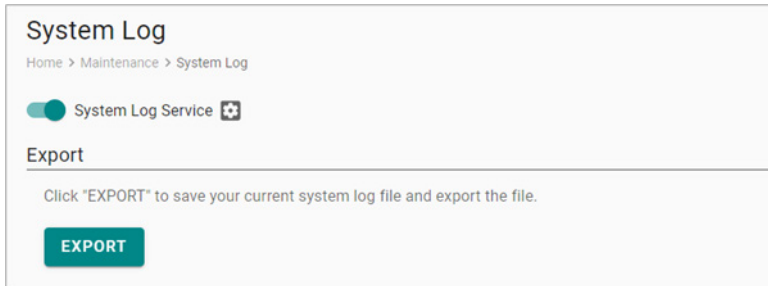 System Log
Home > Maintenance > System Log
System Log Service
Export
Click "EXPORT" to save your current system log file and export the file.
EXPORT